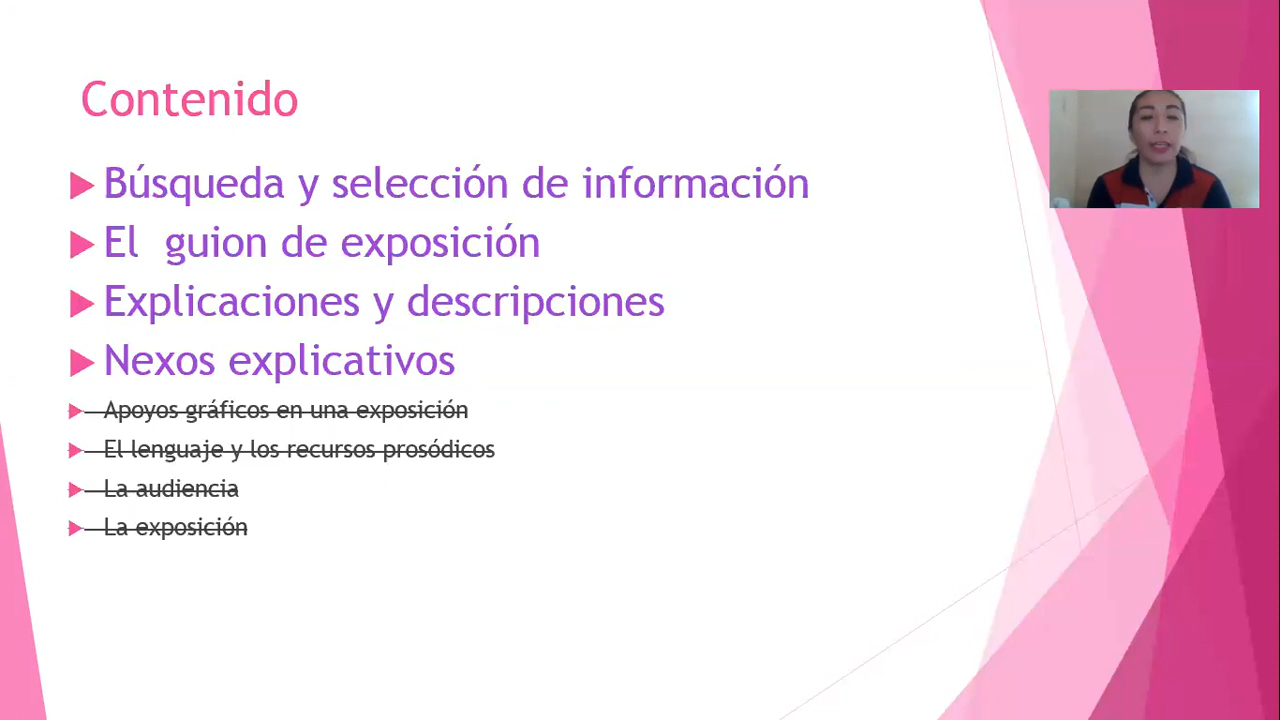 Contenido
Búsqueda y selección de información
El guion de exposición
Explicaciones y descripciones
Nexos explicativos
Apoyos gráficos en una exposición
El lenguaje y los recursos prosódicos
La audiencia
La exposición